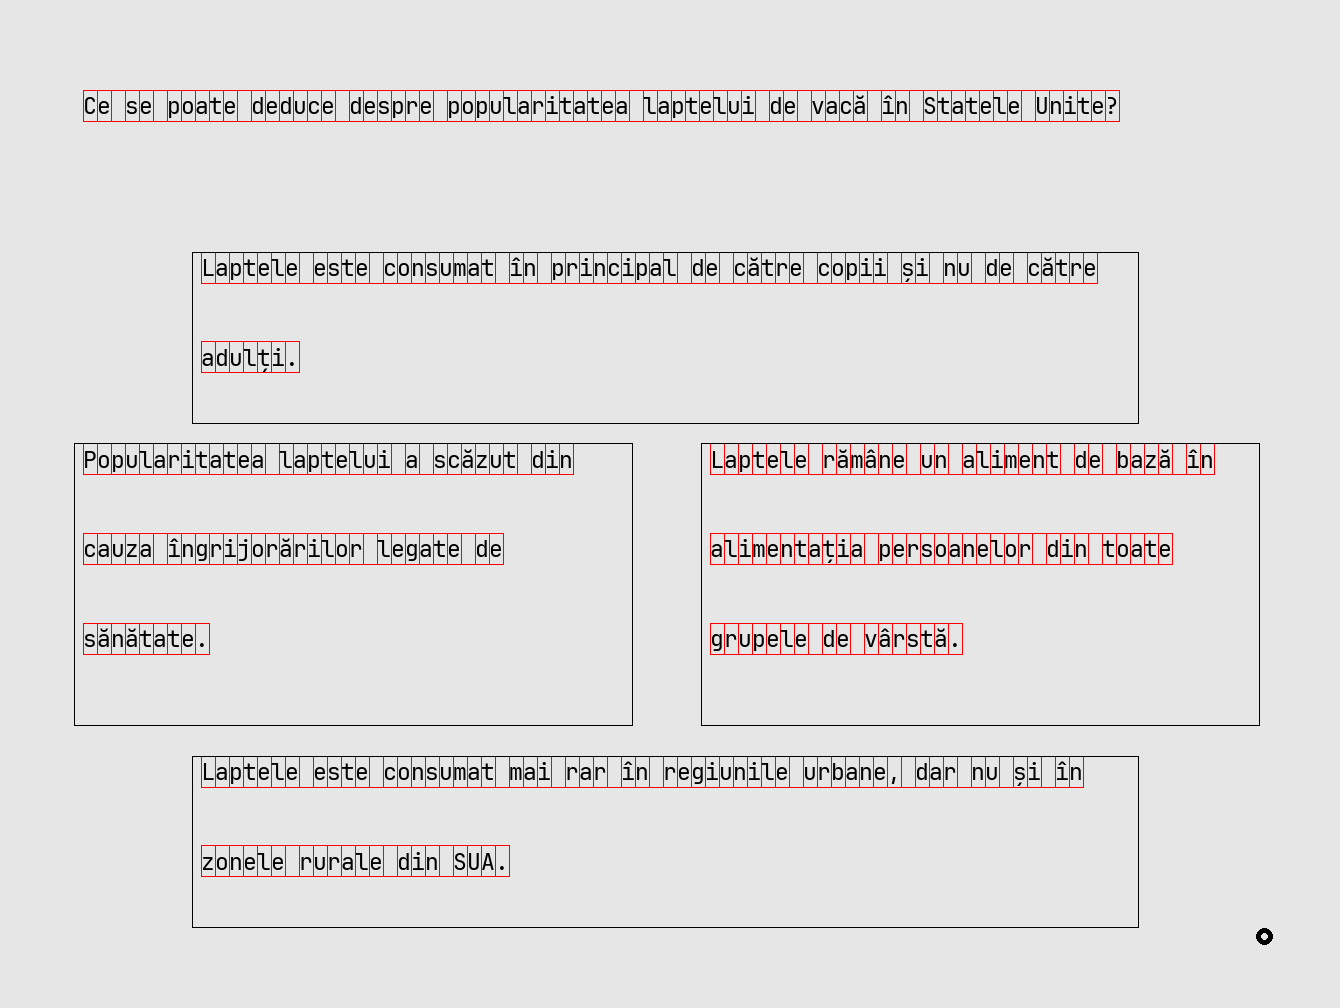 Ce se poate deduce despre popularitatea laptelui de vacă în Statele Unite?
Laptele este consumat în principal de către copii și nu de către
adulți.
Popularitatea laptelui a scăzut din
cauza îngrijorărilor legate de
sănătate.
Laptele rămâne un aliment de bază în
alimentația persoanelor din toate
grupele de vârstă.
Laptele este consumat mai rar în regiunile urbane, dar nu și în
zonele rurale din SUA.